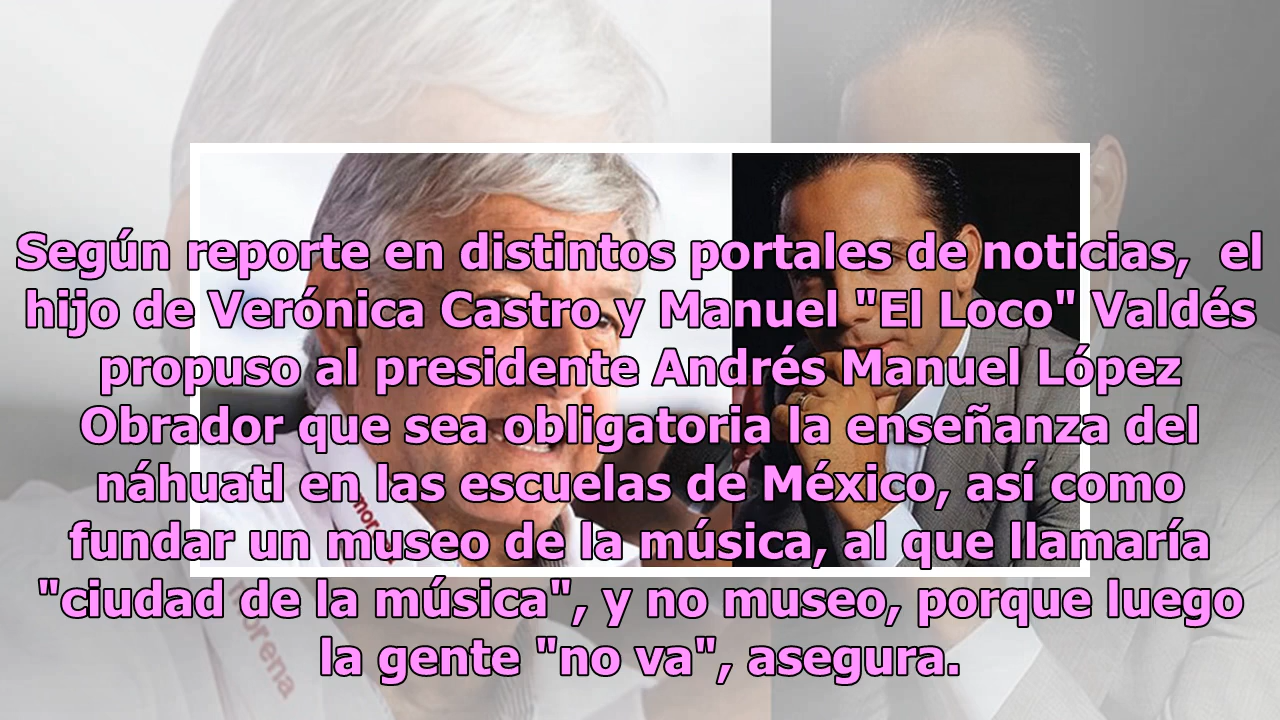 Según reporte en distintos portales de noticias, el
hijo de Verónica Castro y Manuel "El Loco" Valdés
propuso al presidente Andrés Manuel López
Obrador que sea obligatoria la enseñanza del
náhuatl en las escuelas de México, así como
fundar un museo de la música, al que llamaría
"ciudad de la música", y no museo, porque luego
la gente "no va", asegura.
morena